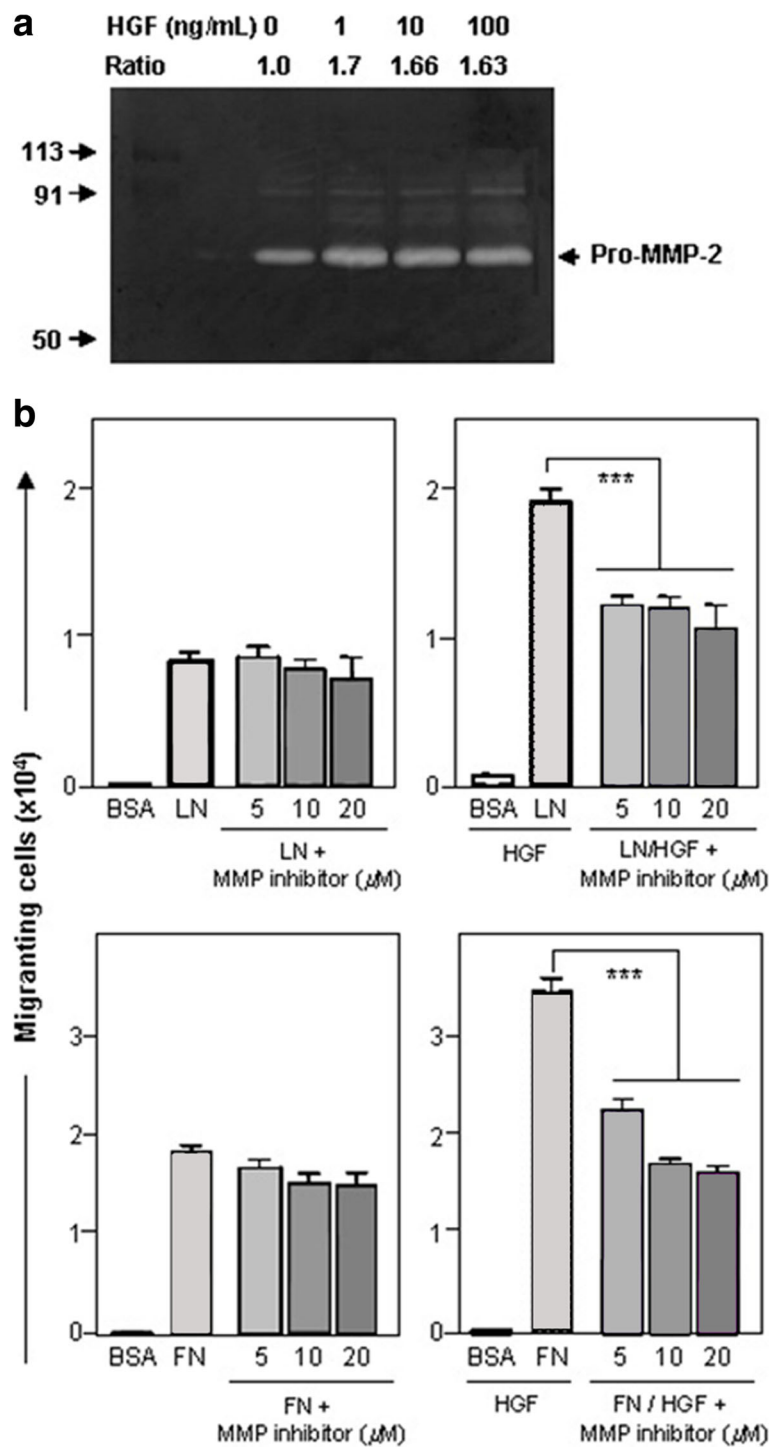 a
HGF (ng/mL) 0 1 10 100
Ratio 1.0 1.7 1.66 1.63
113
91
Pro-MMP-2
50
b
Migranting cells (×10⁴)
2
1
0
BSA LN 5 10 20
LN +
MMP inhibitor (μM)
2
1
0
***
BSA LN 5 10 20
HGF
LN/HGF +
MMP inhibitor (μM)
3
2
1
0
BSA FN 5 10 20
FN +
MMP inhibitor (μM)
3
2
1
0
***
BSA FN 5 10 20
HGF
FN / HGF +
MMP inhibitor (μM)